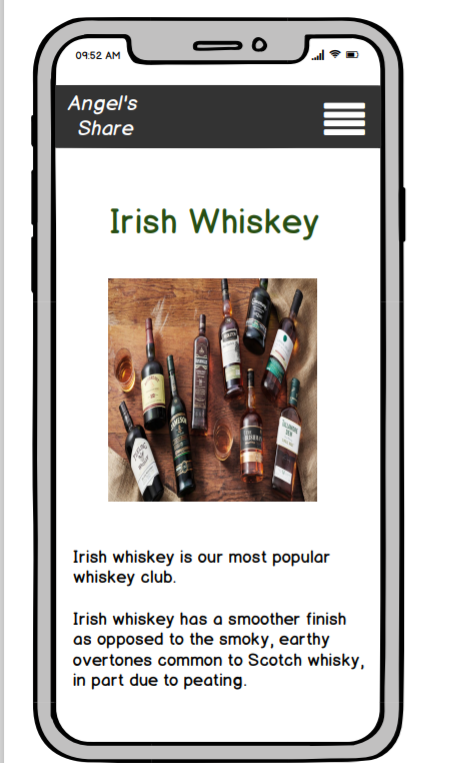 09:52 AM
Angel's
Share
Irish Whiskey
Irish whiskey is our most popular
whiskey club.
Irish whiskey has a smoother finish
as opposed to the smoky, earthy
overtones common to Scotch whisky,
in part due to peating.